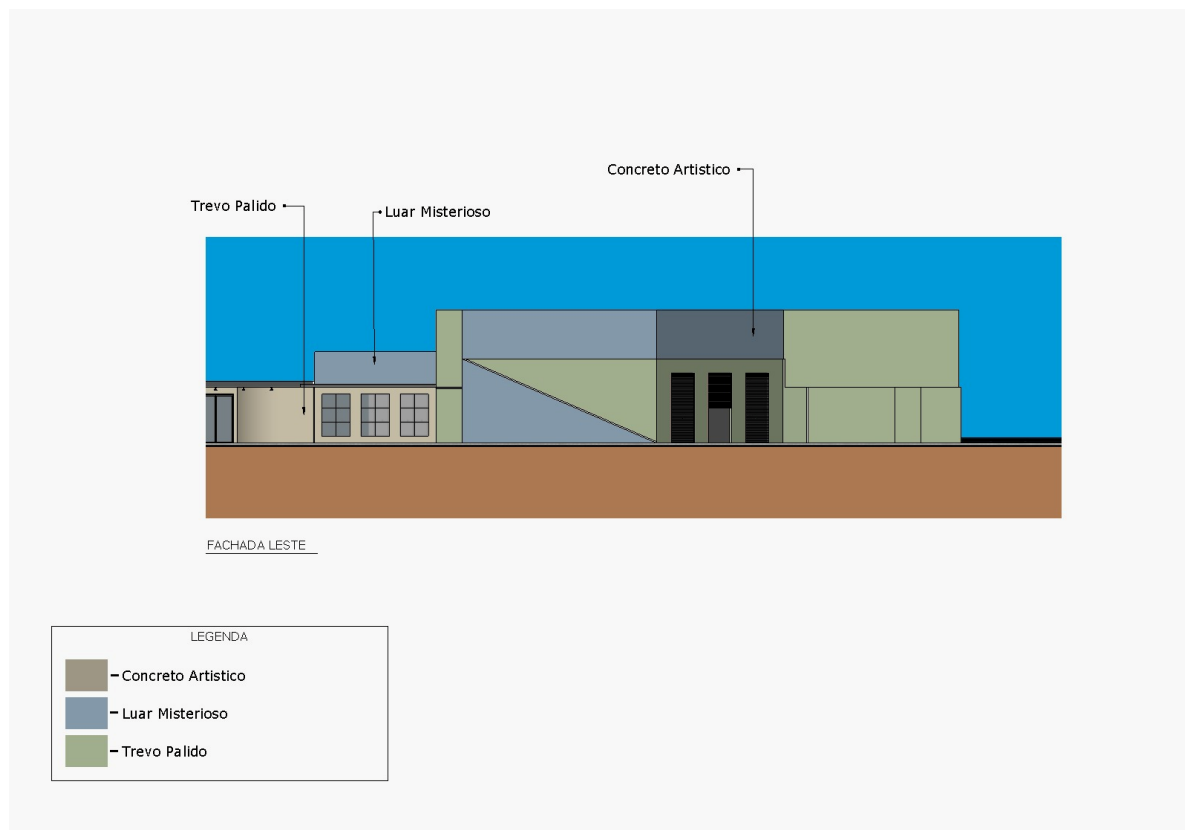 Concreto Artistico
Trevo Palido
Luar Misterioso
FACHADA LESTE
LEGENDA
Concreto Artistico
Luar Misterioso
Trevo Palido